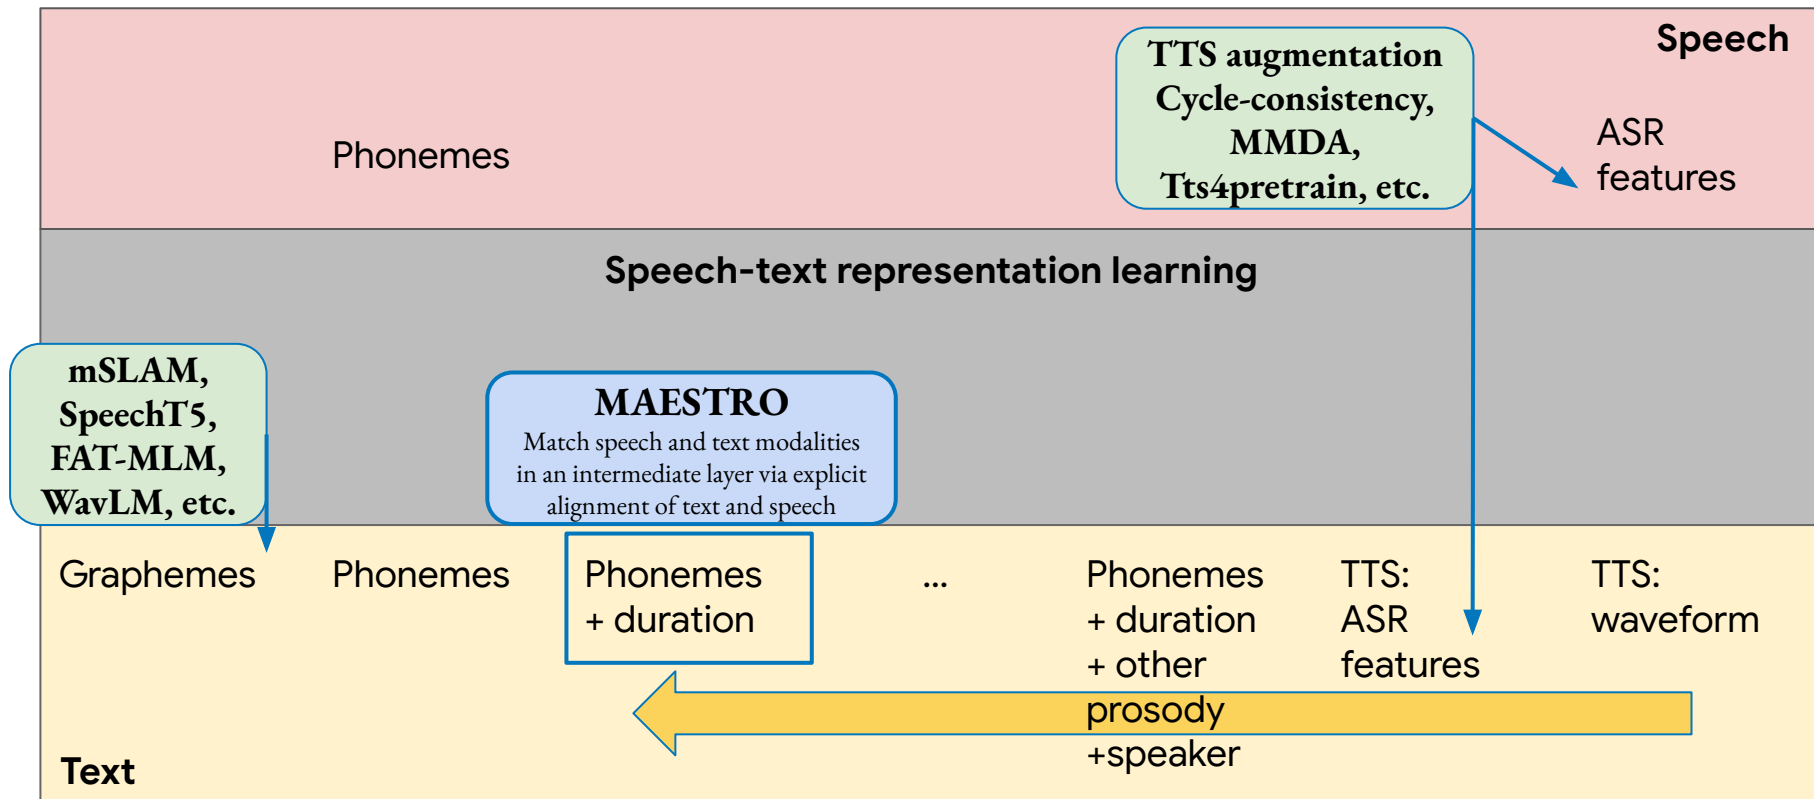 Speech
TTS augmentation
Cycle-consistency,
MMDA,
Tts4pretrain, etc.
ASR
features
Phonemes
Speech-text representation learning
mSLAM,
SpeechT5,
FAT-MLM,
WavLM, etc.
MAESTRO
Match speech and text modalities
in an intermediate layer via explicit
alignment of text and speech
Graphemes
Phonemes
Phonemes
+ duration
...
Phonemes
+ duration
+ other
prosody
+speaker
TTS:
ASR
features
TTS:
waveform
Text